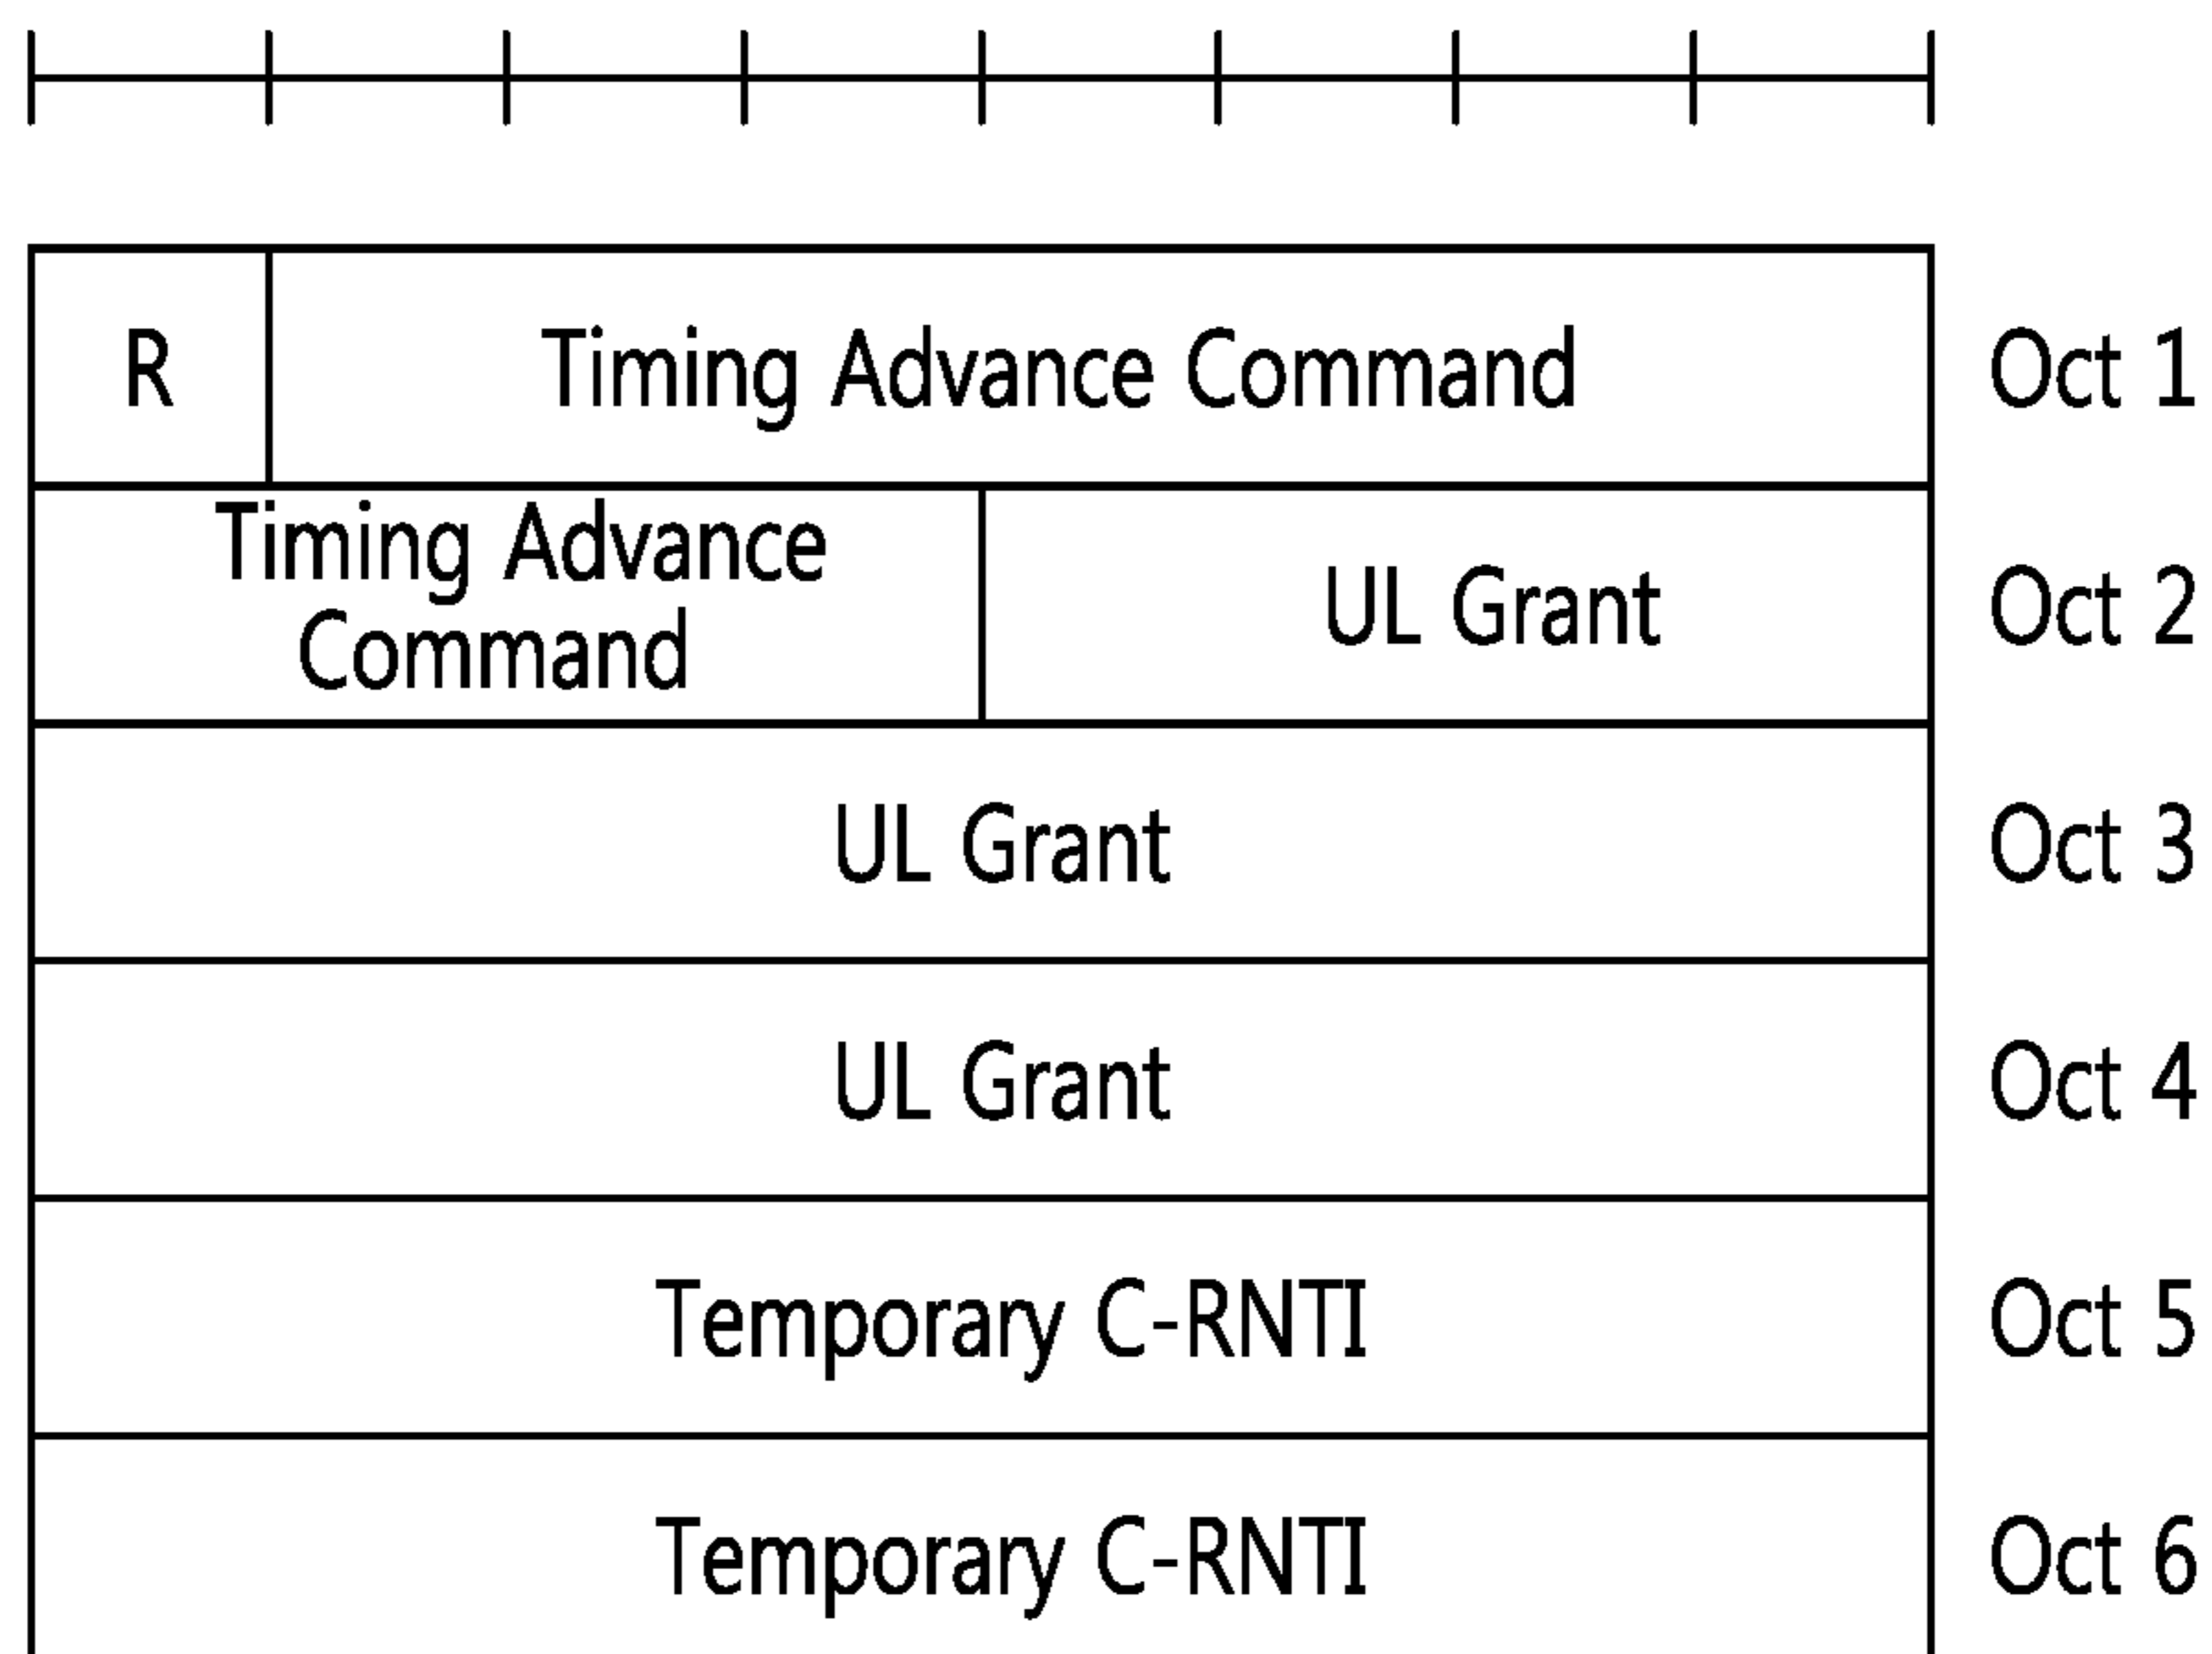 R Timing Advance Command Oct 1
Timing Advance
Command
UL Grant Oct 2
UL Grant Oct 3
UL Grant Oct 4
Temporary C-RNTI Oct 5
Temporary C-RNTI Oct 6